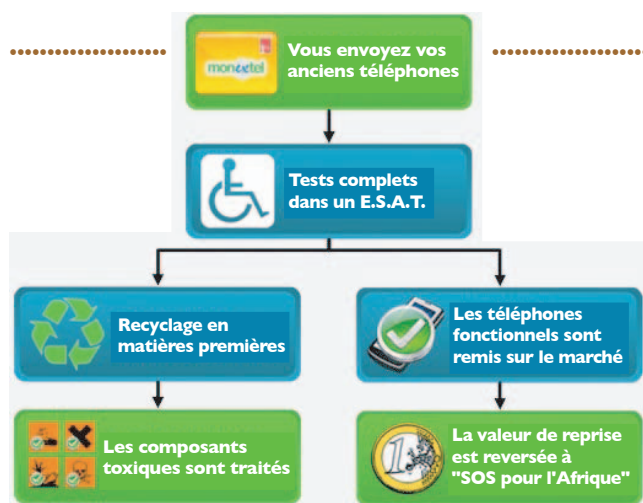 Vous envoyez vos
anciens téléphones
monextel
Tests complets
dans un E.S.A.T.
Recyclage en
matières premières
Les téléphones
fonctionnels sont
remis sur le marché
Les composants
toxiques sont traités
1
La valeur de reprise
est reversée à
"SOS pour l'Afrique"